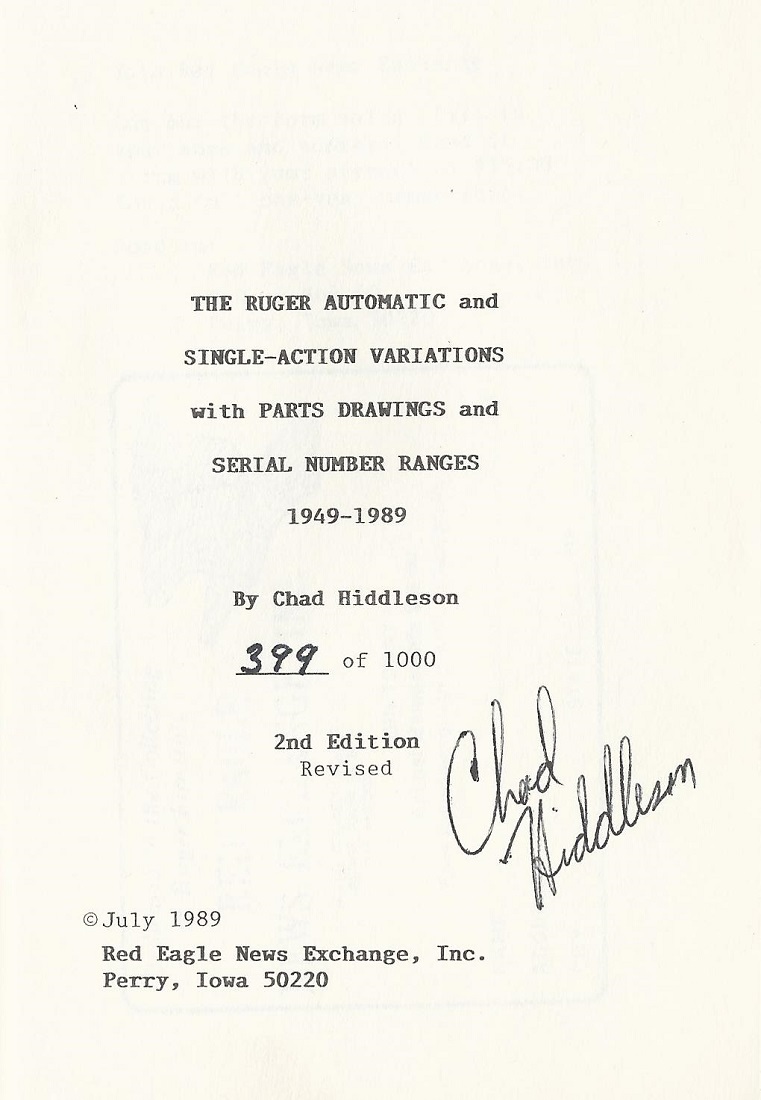 THE RUGER AUTOMATIC and
SINGLE-ACTION VARIATIONS
with PARTS DRAWINGS and
SERIAL NUMBER RANGES
1949-1989
By Chad Hiddleson
399 of 1000
2nd Edition
Revised
Chad
Hiddleson
©July 1989
Red Eagle News Exchange, Inc.
Perry, Iowa 50220